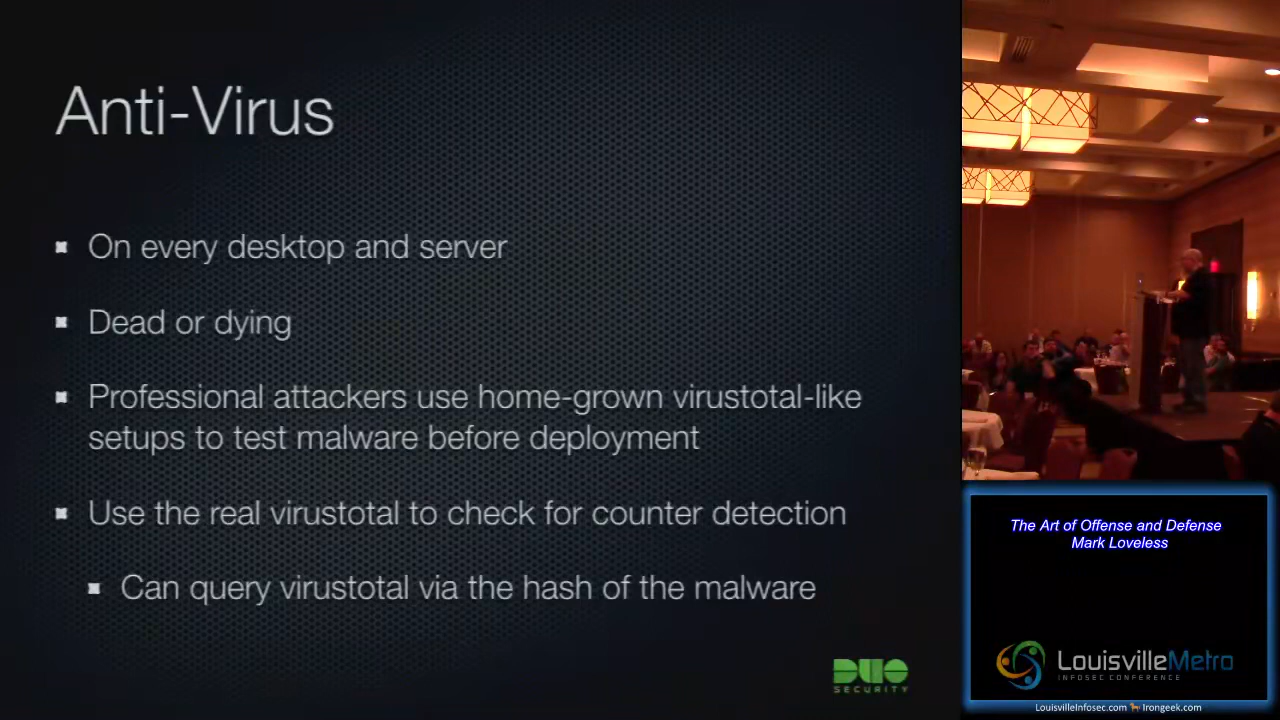 Anti-Virus
On every desktop and server
Dead or dying
Professional attackers use home-grown virustotal-like
setups to test malware before deployment
Use the real virustotal to check for counter detection
Can query virustotal via the hash of the malware
DUO
SECURITY
The Art of Offense and Defense
Mark Loveless
LouisvilleMetro
INFOSEC CONFERENCE
LouisvilleInfosec.com Irongeek.com